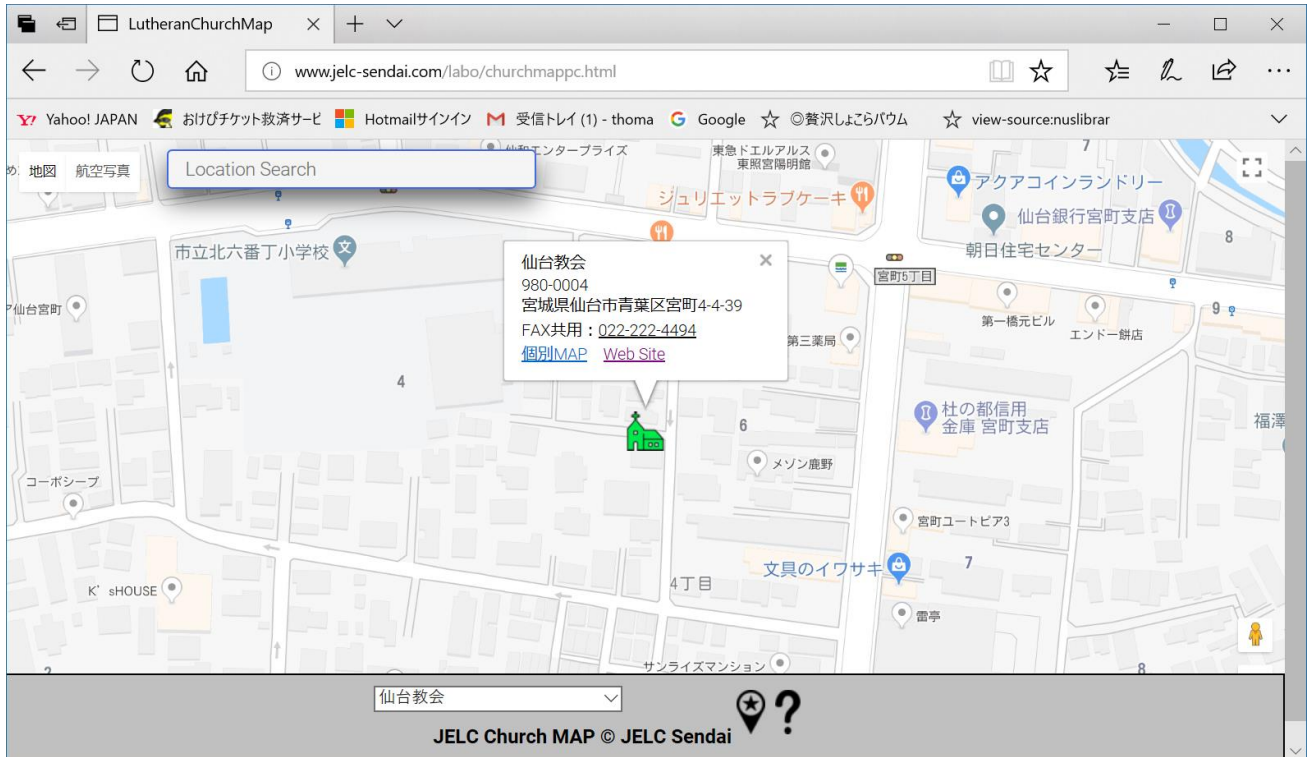 LutheranChurchMap
www.jelc-sendai.com/labo/churchmappc.html
Yahoo! JAPAN おけぴチケット救済サービ Hotmailサインイン 受信トレイ (1) - thoma Google ◎贅沢しょこらバウム view-source:nuslibrar
地図 航空写真
Location Search
エンタープライズ
東急ドエルアルス
東照宮陽明館
7
アクアコインランドリー
ジュリエットラブケーキ
仙台銀行宮町支店
8
市立北六番丁小学校
朝日住宅センター
仙台教会
980-0004
宮城県仙台市青葉区宮町4-4-39
FAX共用：022-222-4494
個別MAP Web Site
宮町5丁目
仙台宮町
第一橋元ビル
9
エンドー餅店
第三薬局
4
杜の都信用
金庫 宮町支店
福澤
6
メゾン鹿野
コーポシーブ
宮町ユートピア3
文具のイワサキ
7
4丁目
K’sHOUSE
雷亭
サンライズマンション
8
2
仙台教会
JELC Church MAP © JELC Sendai